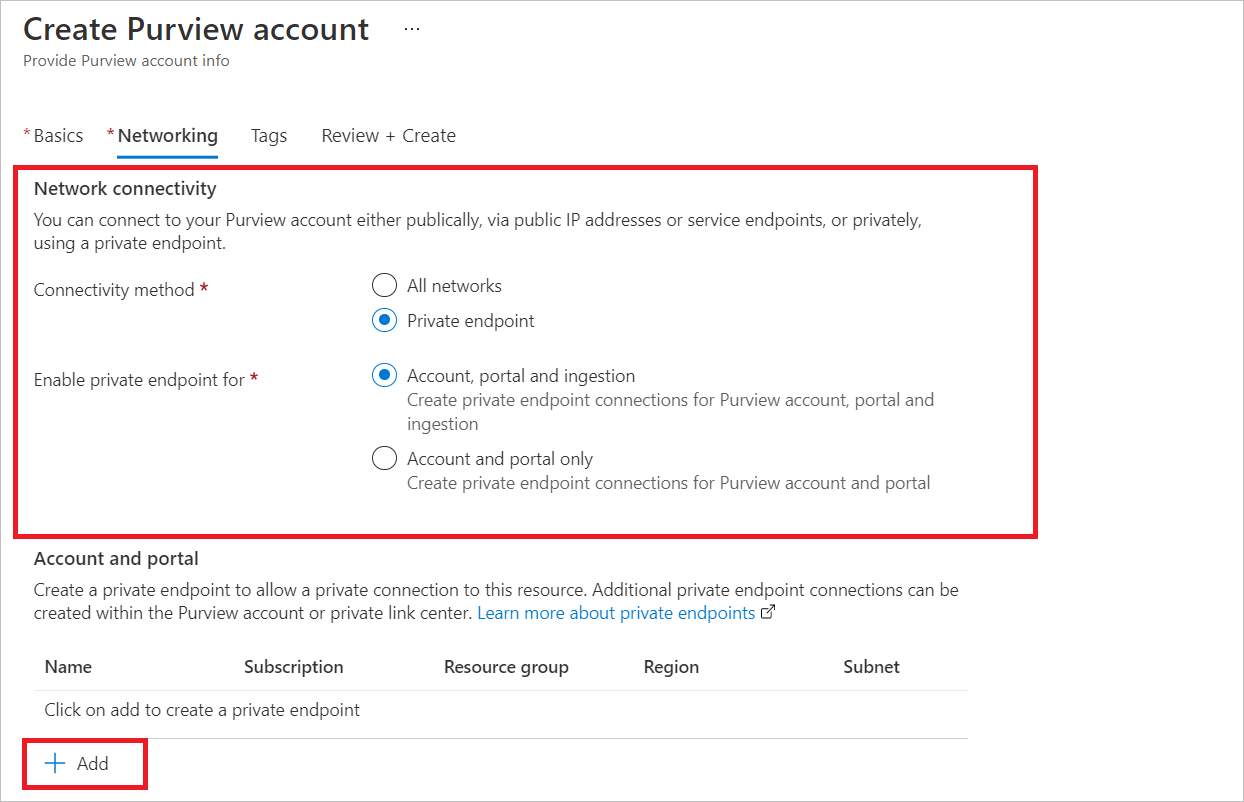 Create Purview account ...
Provide Purview account info
* Basics * Networking Tags Review + Create
Network connectivity
You can connect to your Purview account either publically, via public IP addresses or service endpoints, or privately,
using a private endpoint.
Connectivity method *
All networks
Private endpoint
Enable private endpoint for *
Account, portal and ingestion
Create private endpoint connections for Purview account, portal and
ingestion
Account and portal only
Create private endpoint connections for Purview account and portal
Account and portal
Create a private endpoint to allow a private connection to this resource. Additional private endpoint connections can be
created within the Purview account or private link center. Learn more about private endpoints
Name Subscription Resource group Region Subnet
Click on add to create a private endpoint
+ Add